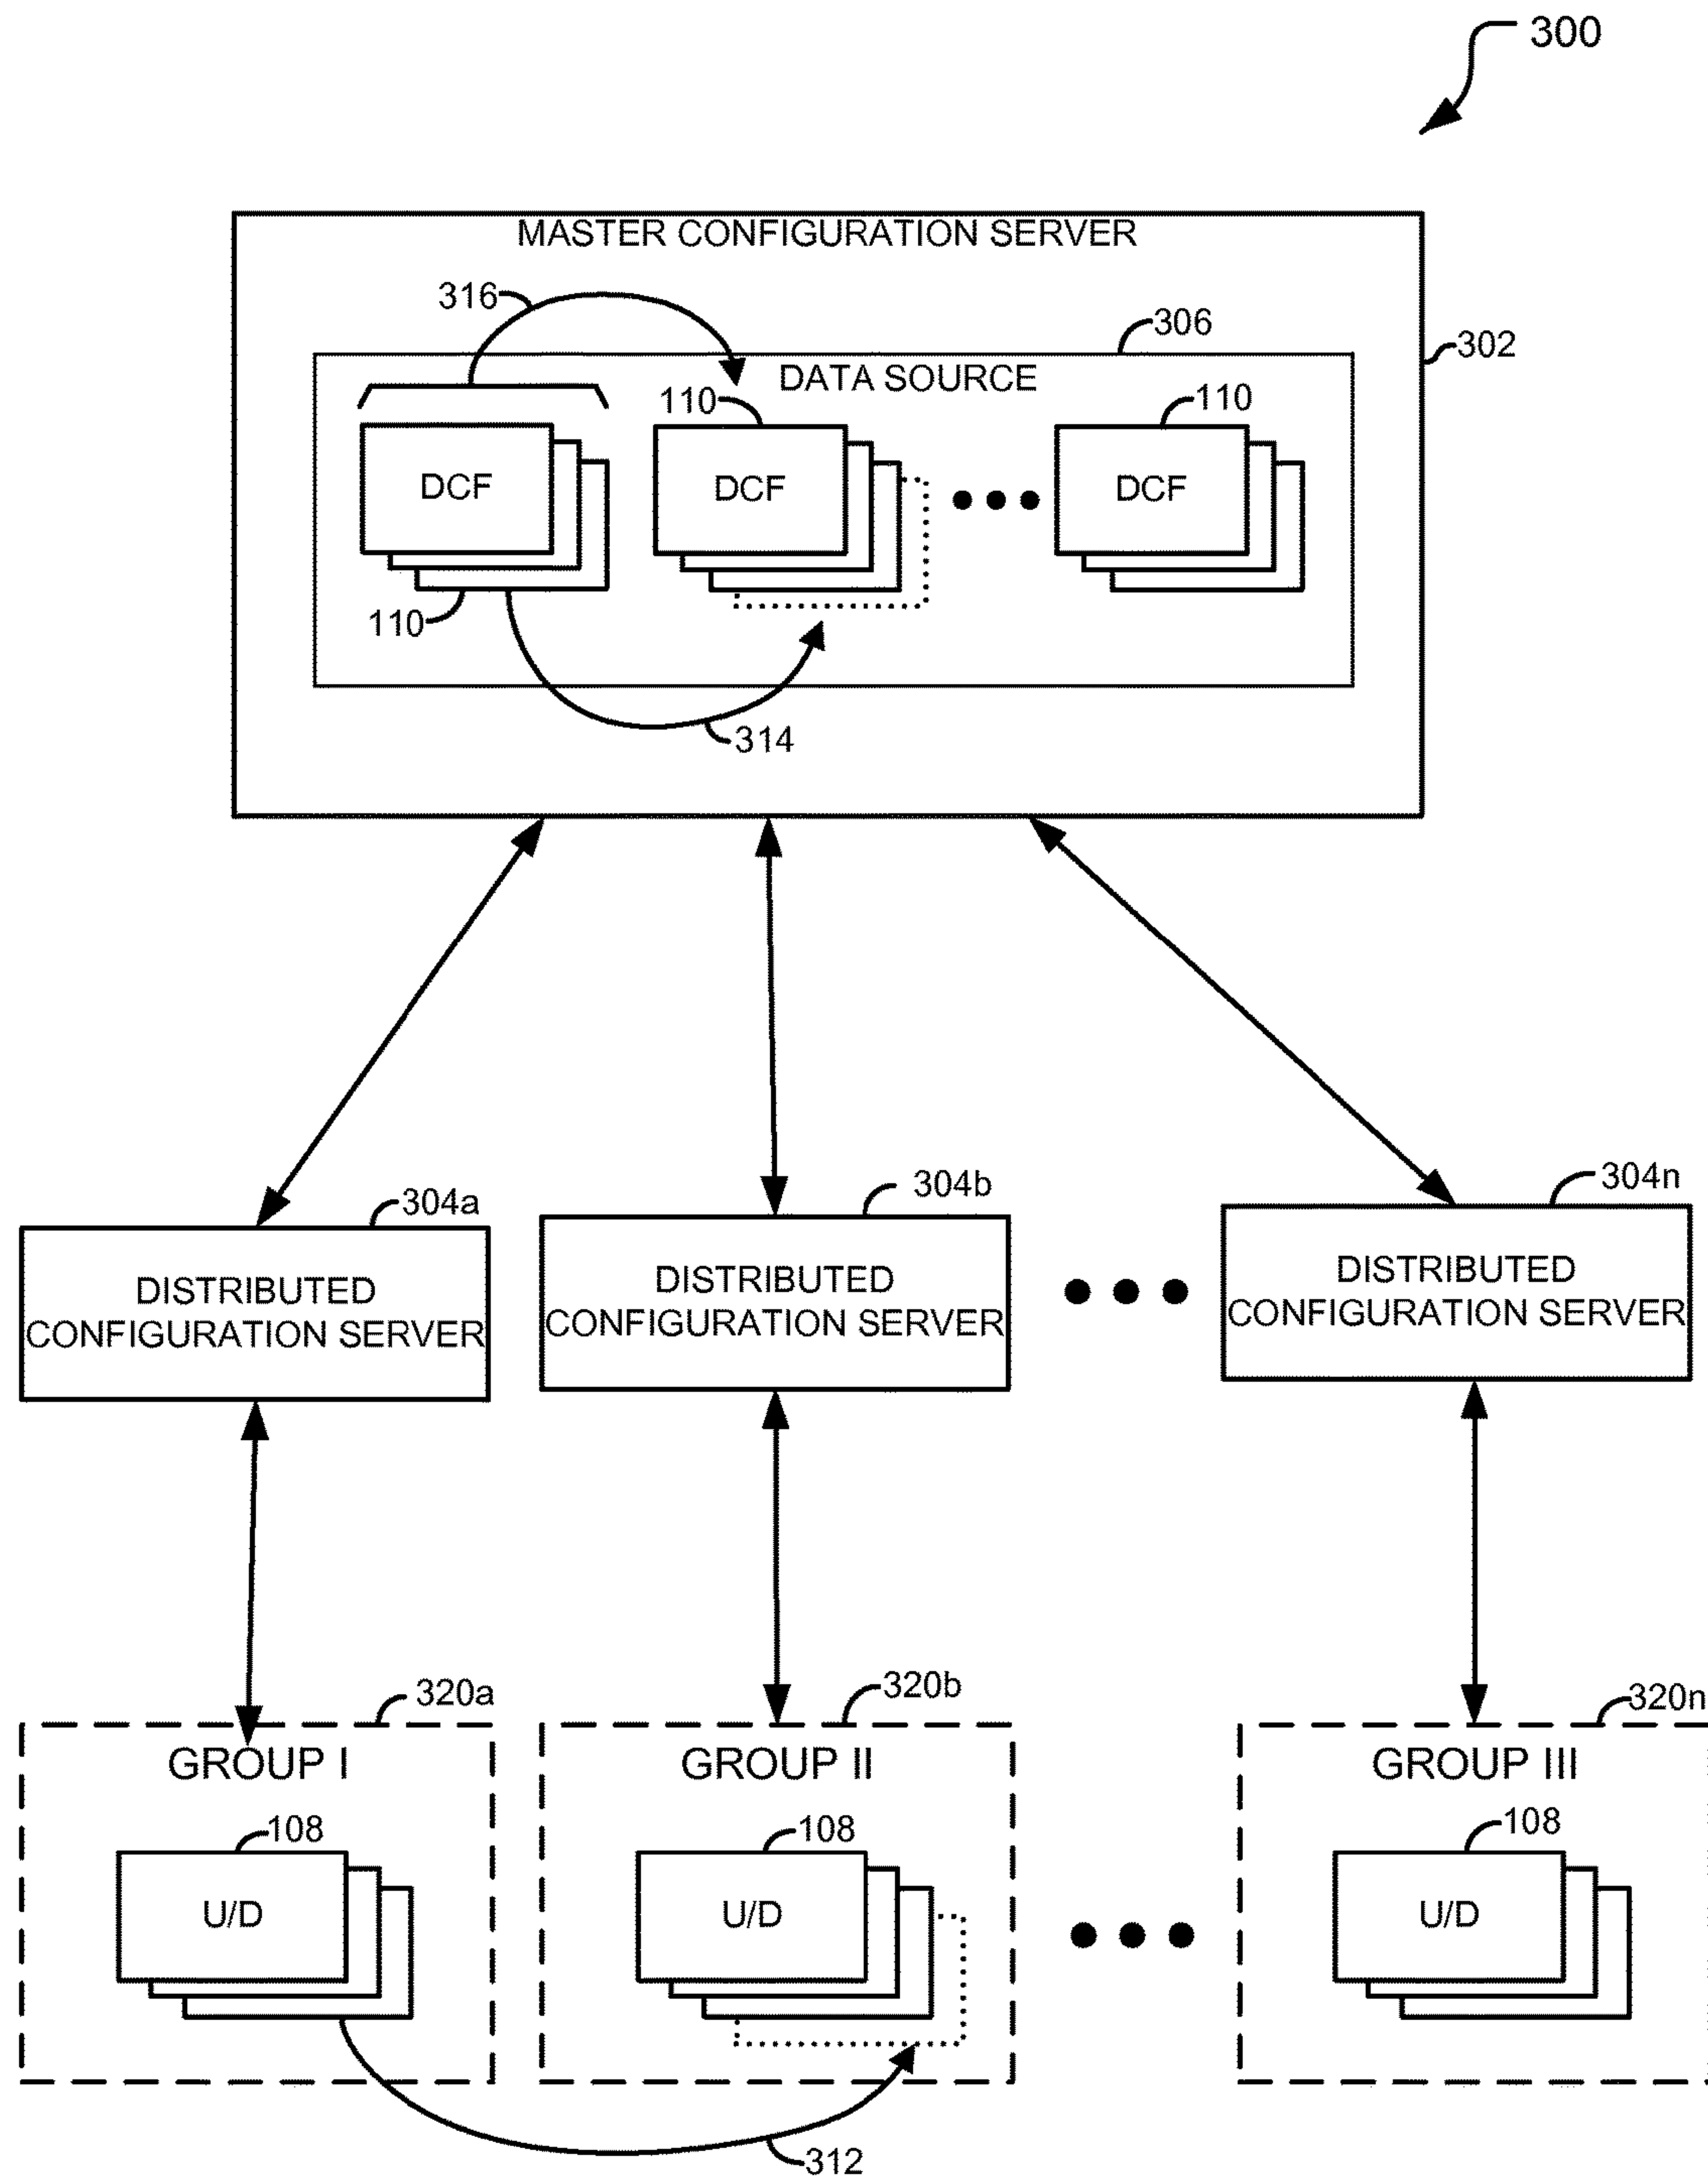 300
MASTER CONFIGURATION SERVER
316
306
302
DATA SOURCE
110
110
DCF
DCF
DCF
110
314
304a
304b
304n
DISTRIBUTED
CONFIGURATION SERVER
DISTRIBUTED
CONFIGURATION SERVER
DISTRIBUTED
CONFIGURATION SERVER
320a
320b
320n
GROUP I
GROUP II
GROUP III
108
108
108
U/D
U/D
U/D
312